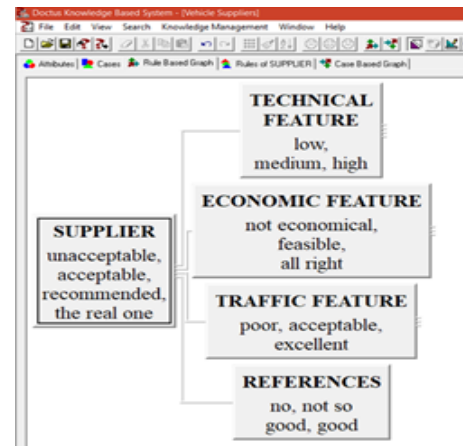 Doctus Knowledge Based System - [Vehicle Suppliers]
File Edit View Search Knowledge Management Window Help
Attributes Cases Rule Based Graph Rules of SUPPLIER Case Based Graph
TECHNICAL
FEATURE
low,
medium, high
ECONOMIC FEATURE
not economical,
feasible,
all right
SUPPLIER
unacceptable,
acceptable,
recommended,
the real one
TRAFFIC FEATURE
poor, acceptable,
excellent
REFERENCES
no, not so
good, good